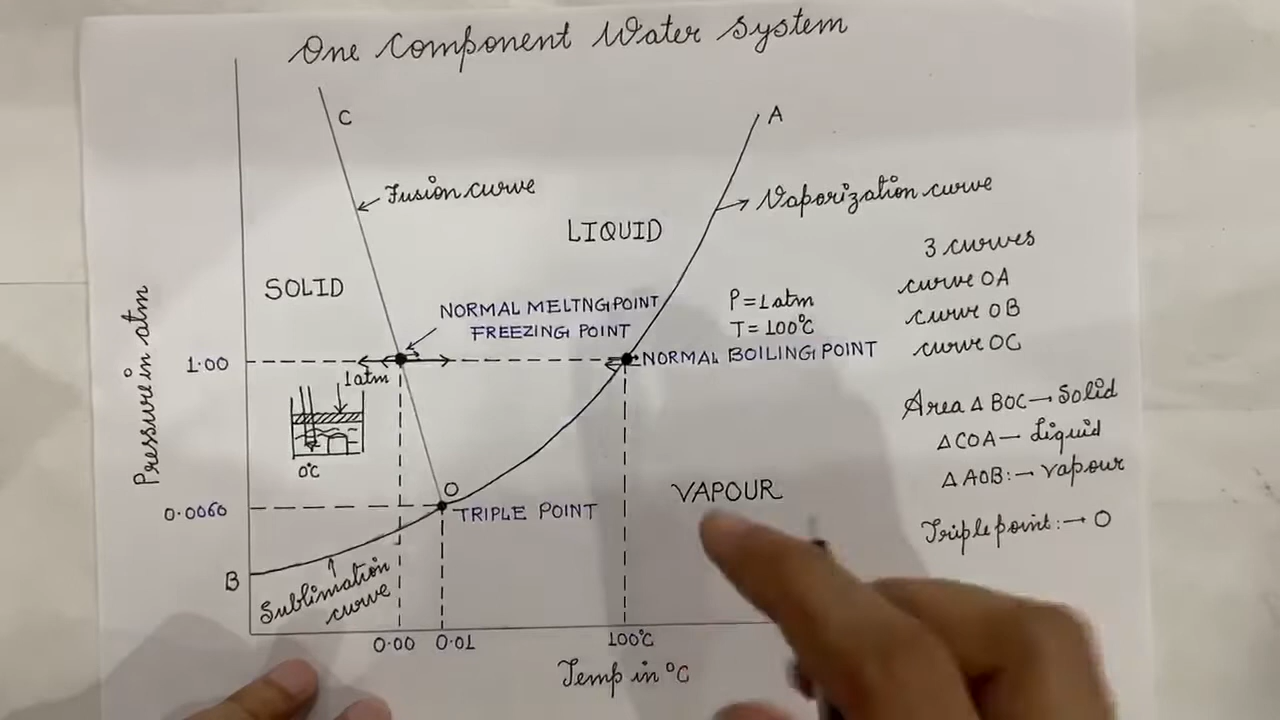 One Component Water System
C
A
Fusion curve
Vaporization curve
LIQUID
3 curves
SOLID
curve OA
NORMAL MELTNG POINT
FREEZING POINT
P = 1 atm
T = 100°C
curve OB
curve OC
1.00
NORMAL BOILING POINT
1 atm
Pressure in atm
Area Δ BOC → Solid
Δ COA — Liquid
0°C
Δ AOB: → vapour
O
VAPOUR
0.0060
TRIPLE POINT
Triple point: → O
B
Sublimation
curve
0.00
0.01
100°C
Temp in °C